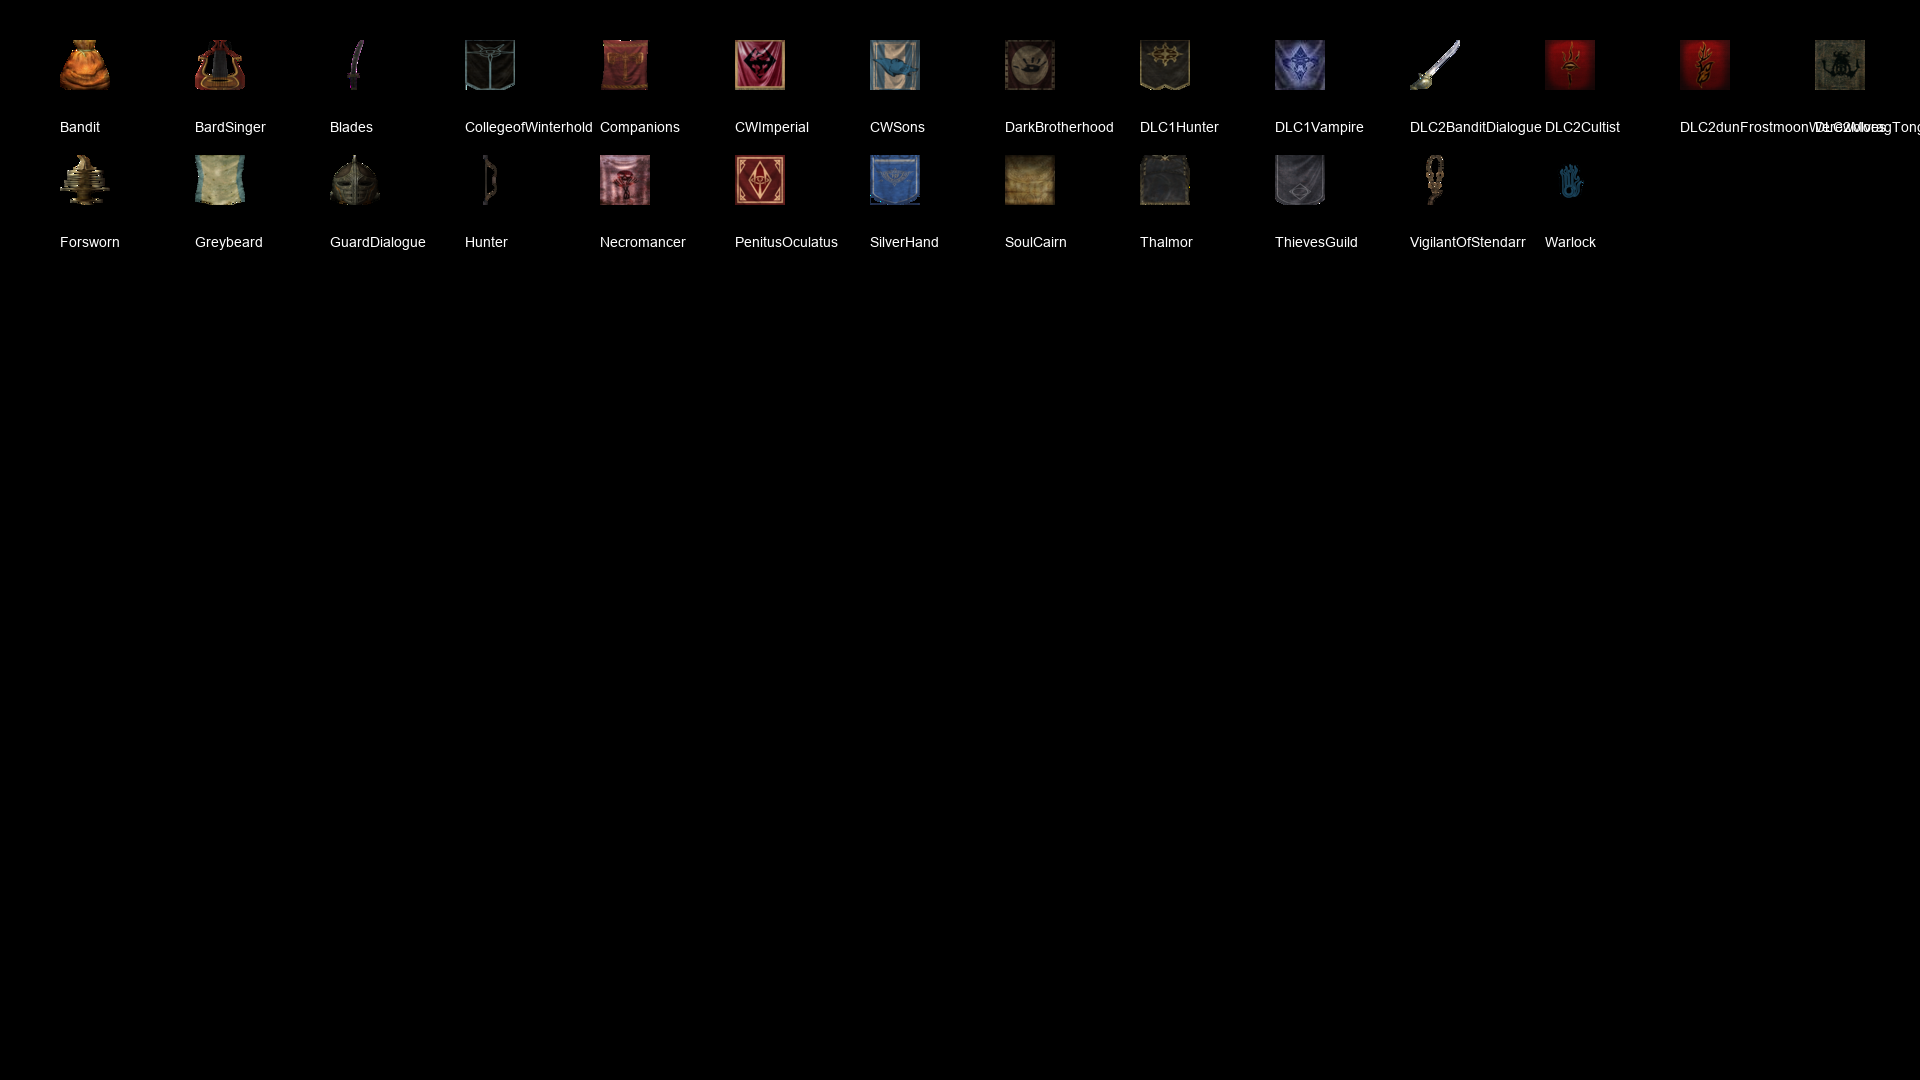 Bandit BardSinger Blades CollegeofWinterhold Companions CWImperial CWSons DarkBrotherhood DLC1Hunter DLC1Vampire DLC2BanditDialogue DLC2Cultist
Forsworn Greybeard GuardDialogue Hunter Necromancer PenitusOculatus SilverHand SoulCairn Thalmor ThievesGuild VigilantOfStendarr Warlock